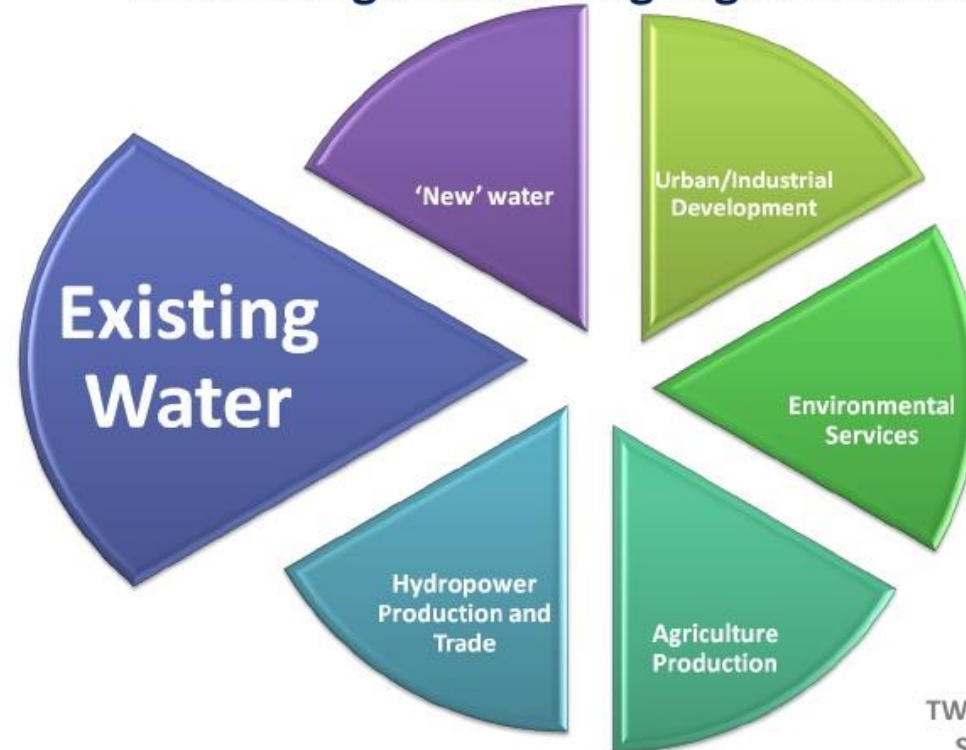 ‘New’ water
Urban/Industrial
Development
Existing
Water
Environmental
Services
Hydropower
Production and
Trade
Agriculture
Production
TW
S